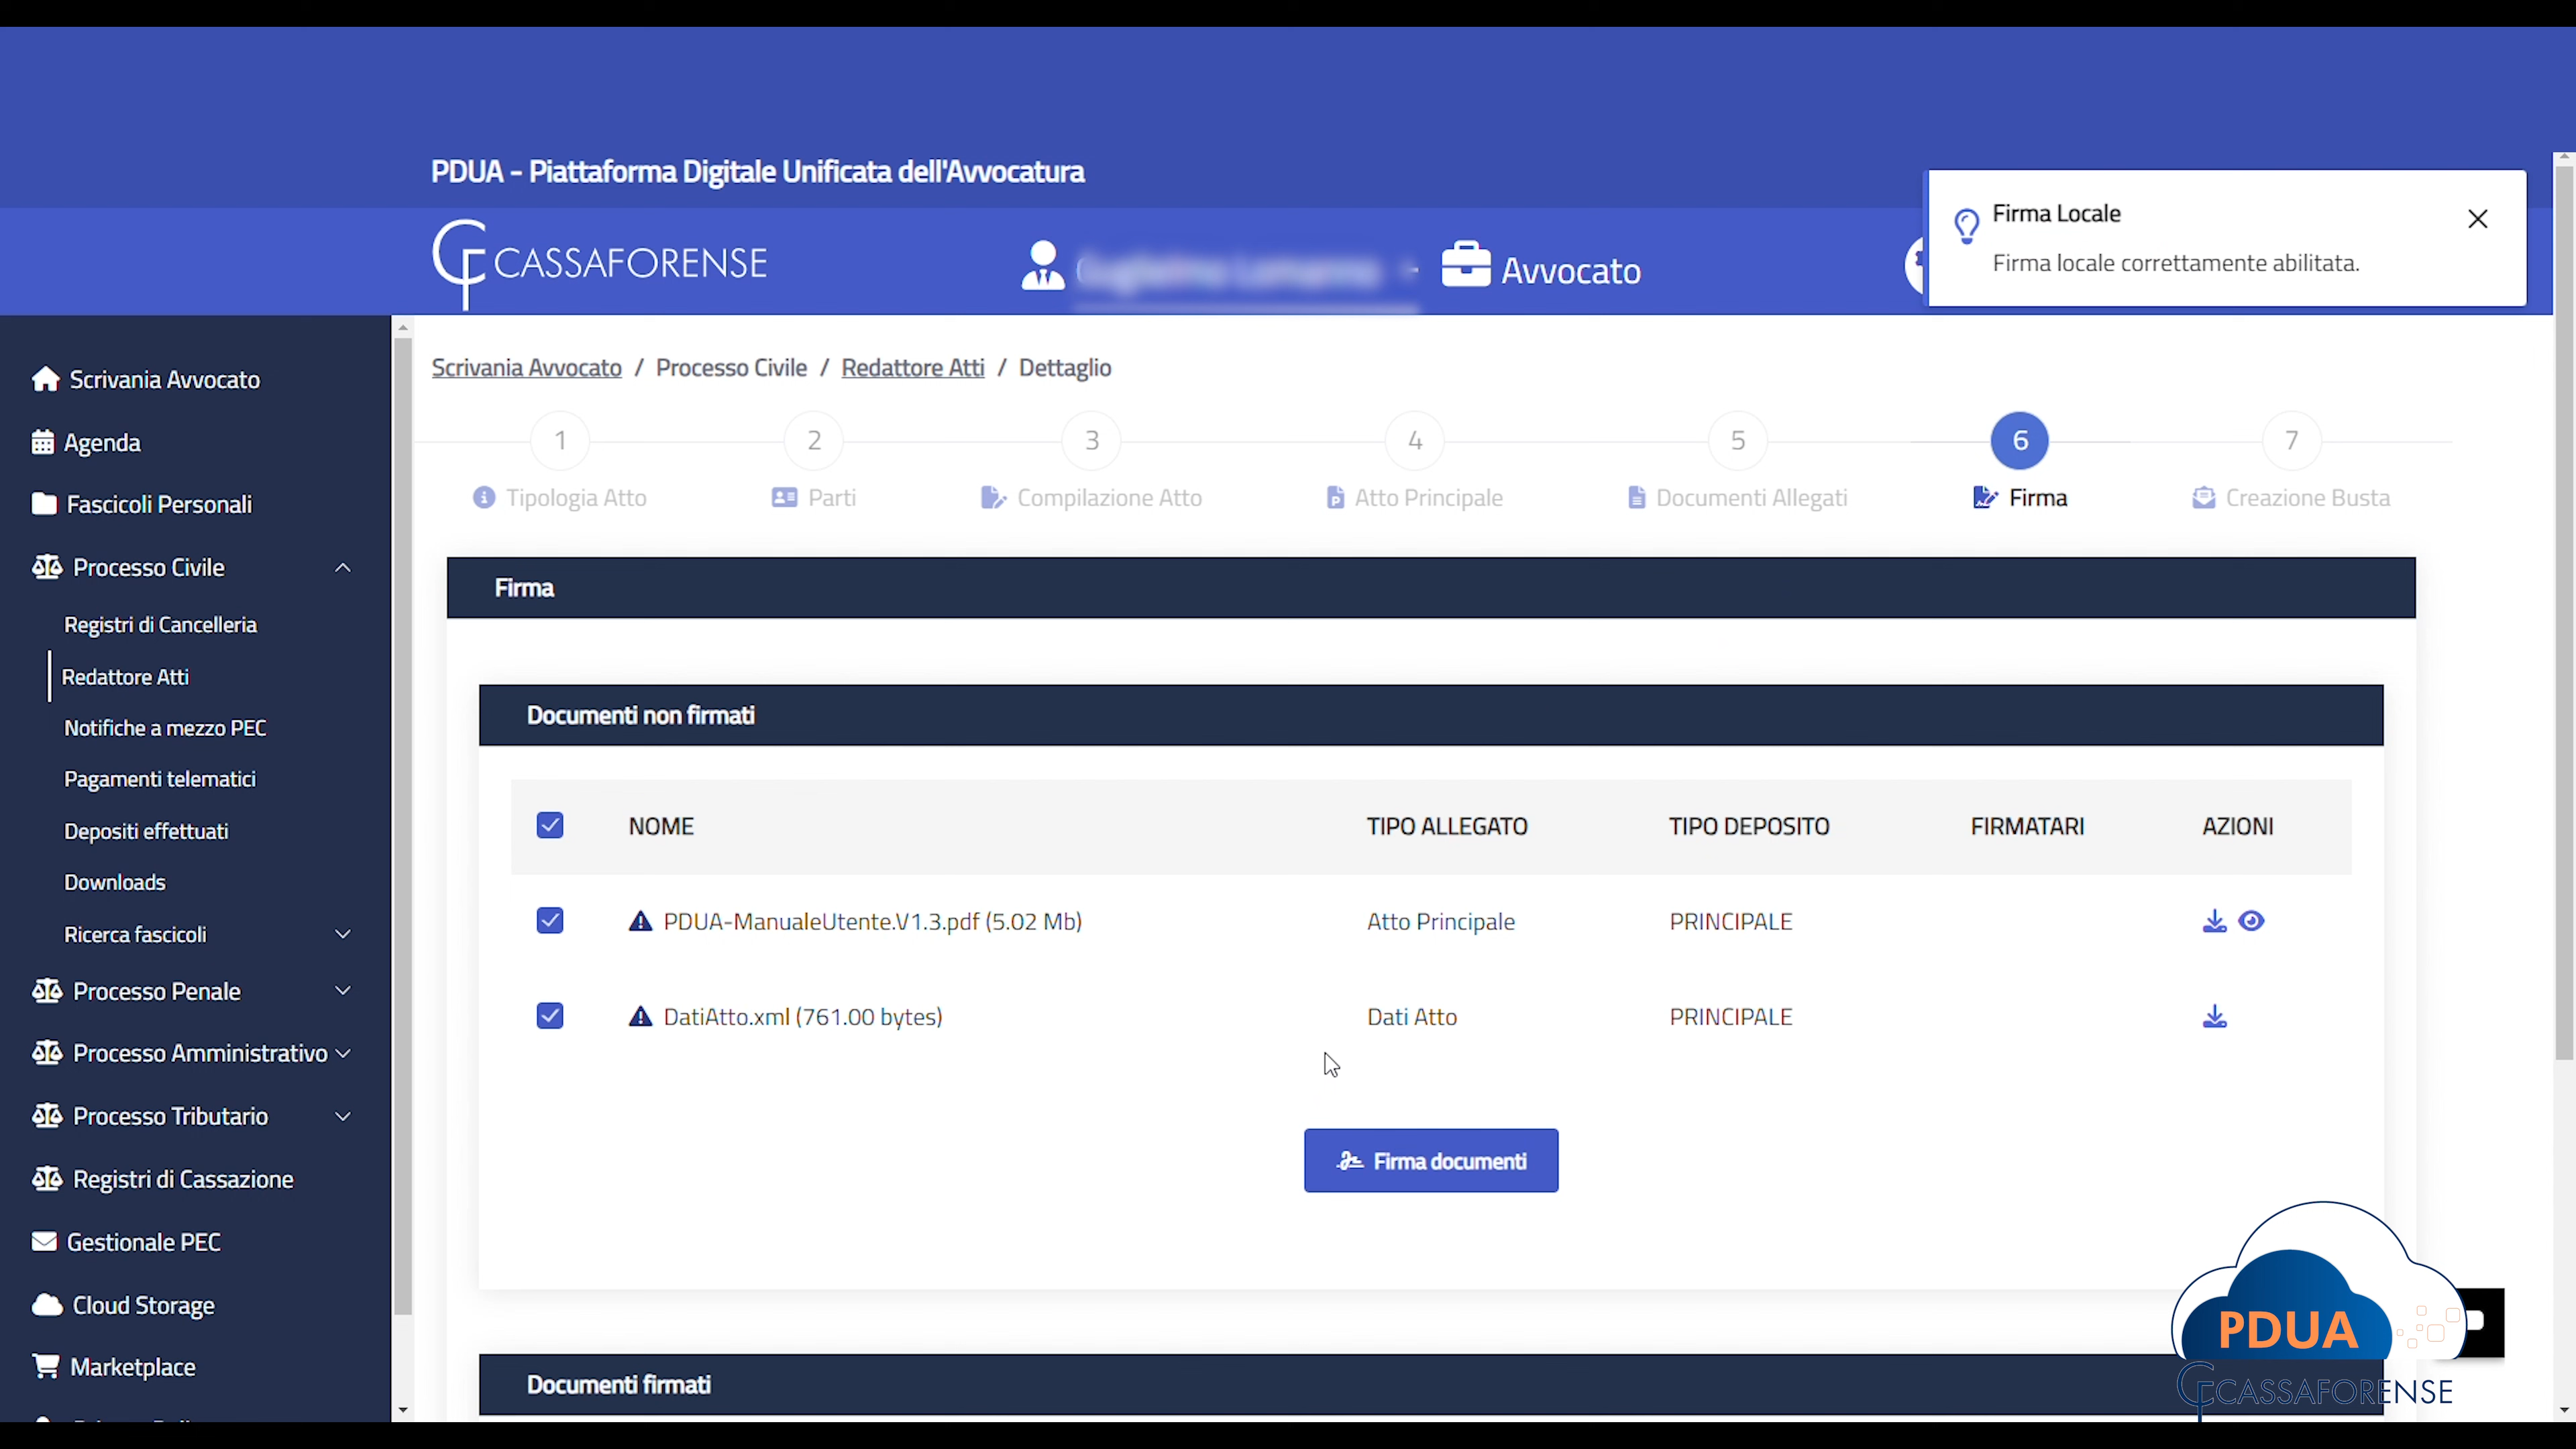 PDUA - Piattaforma Digitale Unificata dell'Avvocatura
CASSAFORENSE
Avvocato
Firma Locale
Firma locale correttamente abilitata.
Scrivania Avvocato
Agenda
Fascicoli Personali
Processo Civile
Registri di Cancelleria
Redattore Atti
Notifiche a mezzo PEC
Pagamenti telematici
Depositi effettuati
Downloads
Ricerca fascicoli
Processo Penale
Processo Amministrativo
Processo Tributario
Registri di Cassazione
Gestionale PEC
Cloud Storage
Marketplace
Scrivania Avvocato / Processo Civile / Redattore Atti / Dettaglio
1 2 3 4 5 6 7
Tipologia Atto Parti Compilazione Atto Atto Principale Documenti Allegati Firma Creazione Busta
Firma
Documenti non firmati
NOME TIPO ALLEGATO TIPO DEPOSITO FIRMATARI AZIONI
PDUA-ManualeUtente.V1.3.pdf (5.02 Mb) Atto Principale PRINCIPALE
DatiAtto.xml (761.00 bytes) Dati Atto PRINCIPALE
Firma documenti
Documenti firmati
PDUA
CASSAFORENSE